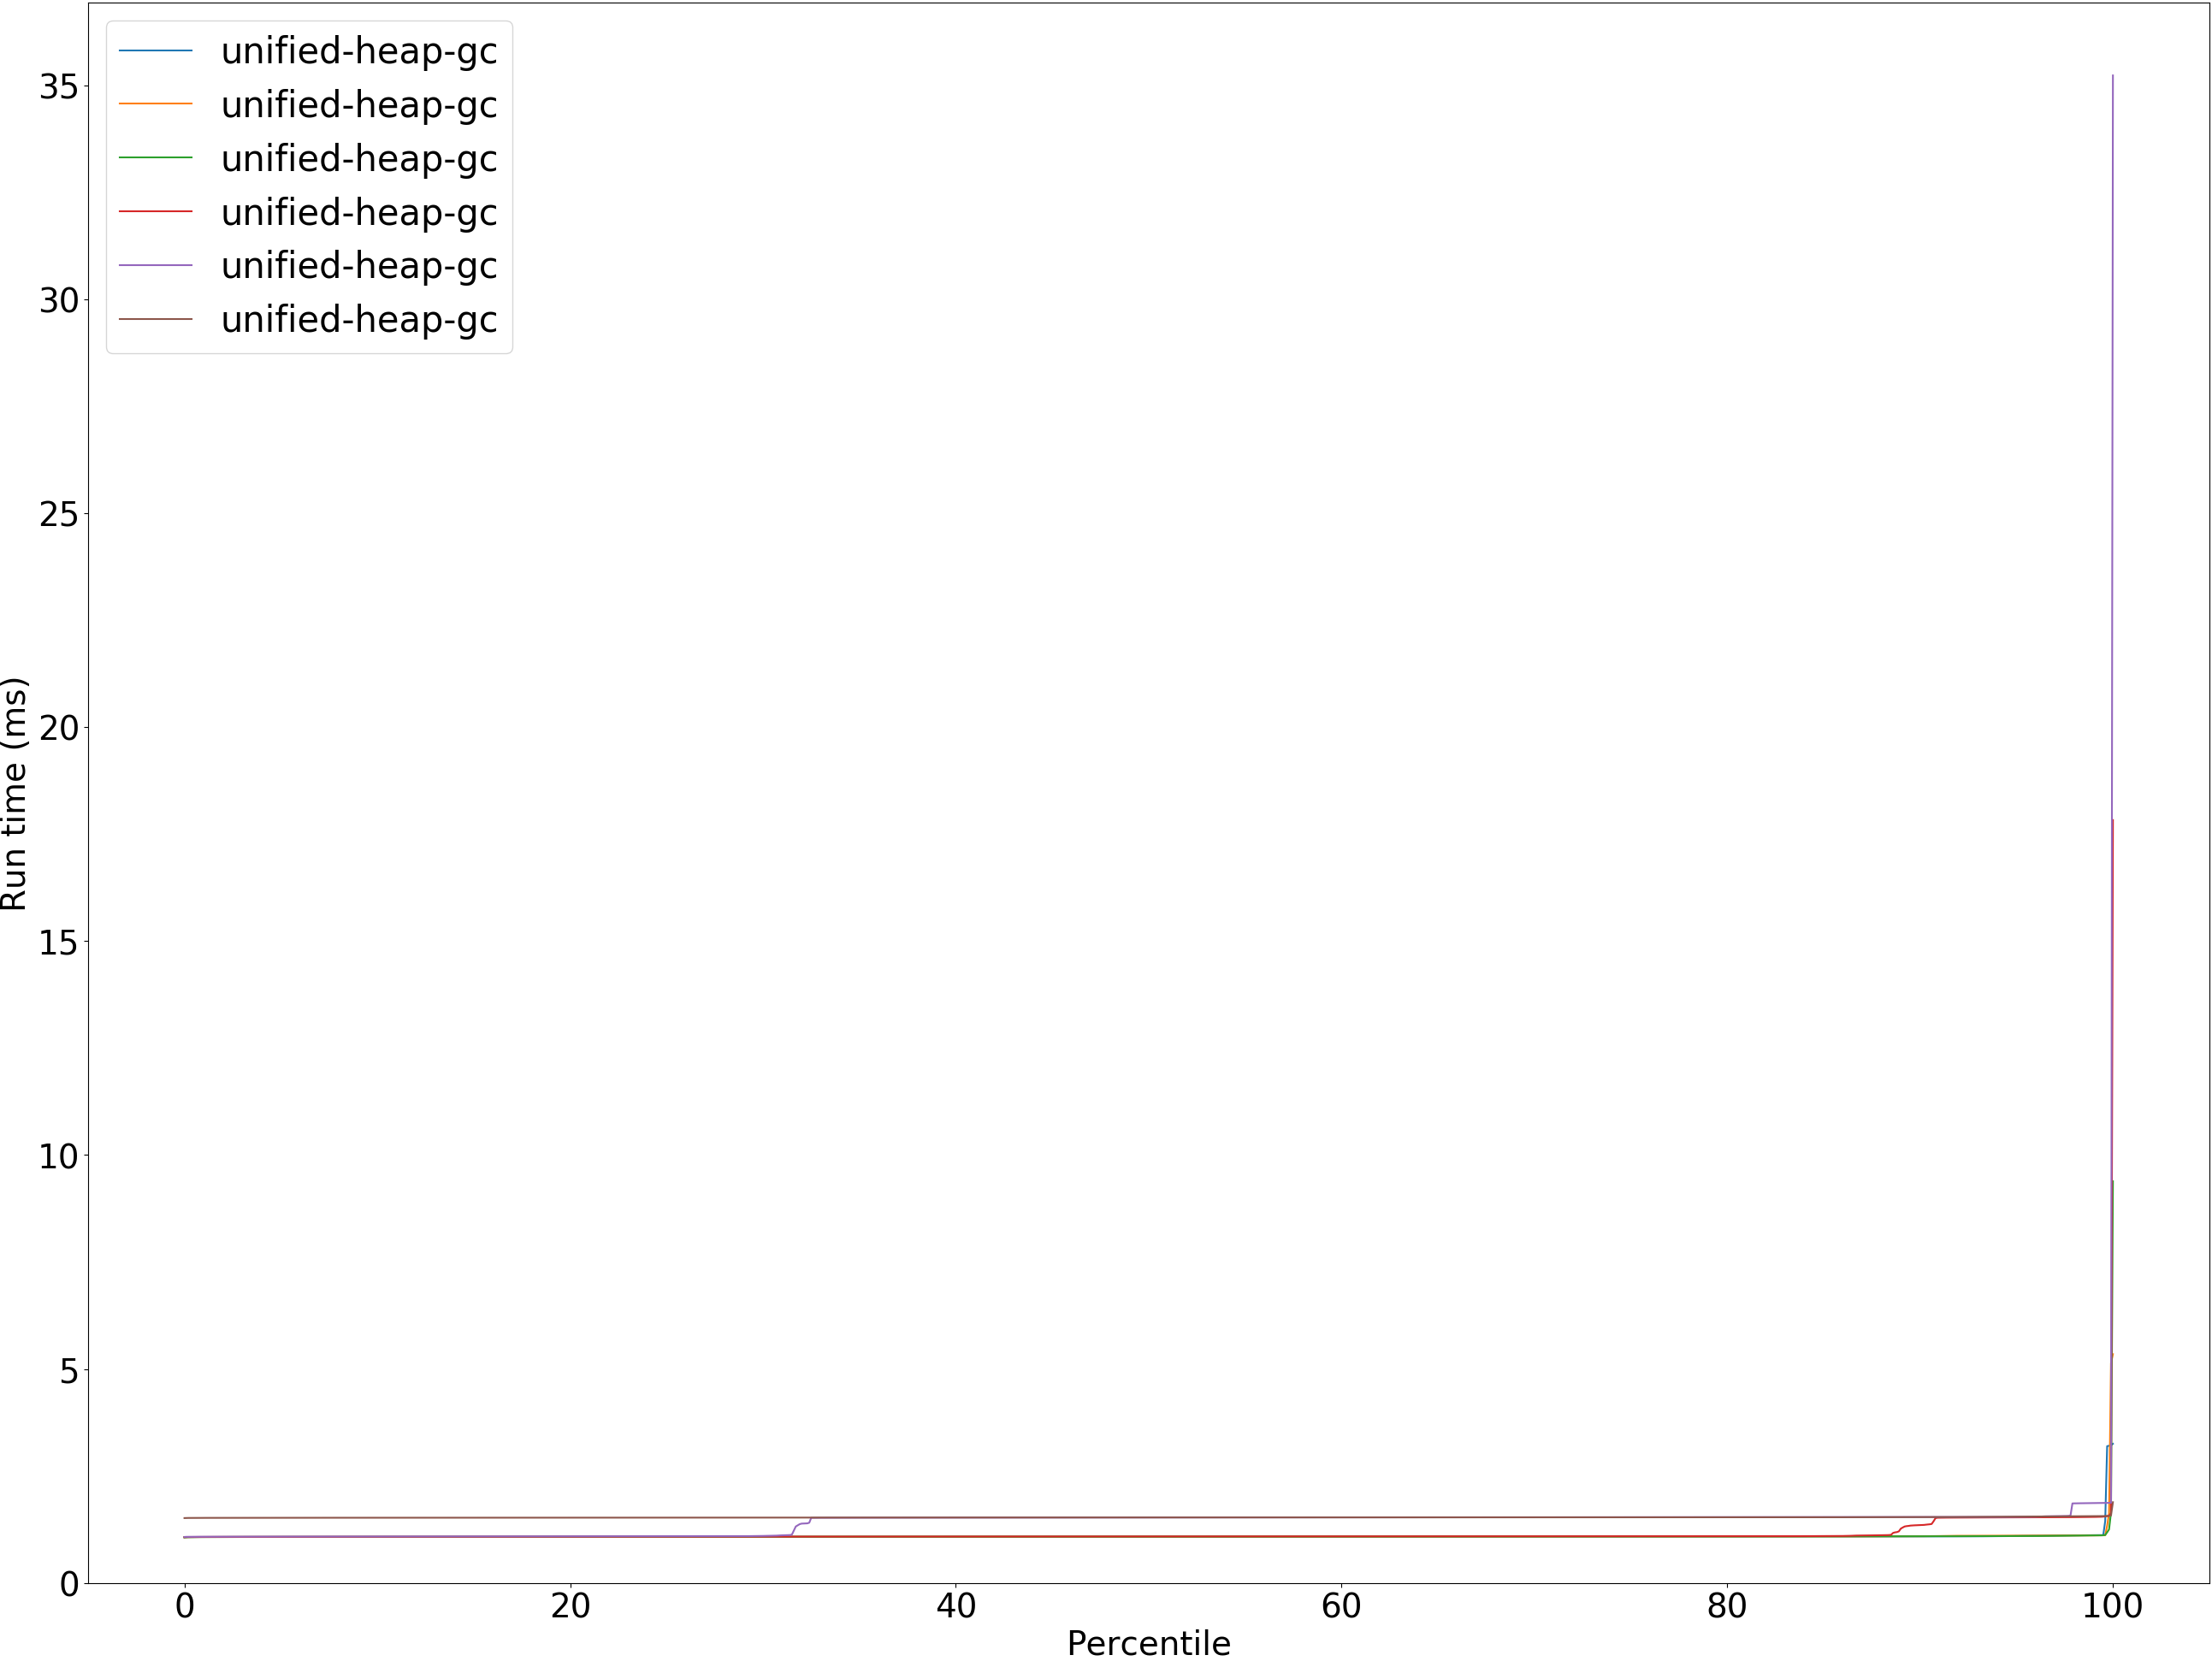 unified-heap-gc
unified-heap-gc
unified-heap-gc
unified-heap-gc
unified-heap-gc
unified-heap-gc
35
30
25
20
15
10
5
0
Run time (ms)
0 20 40 60 80 100
Percentile